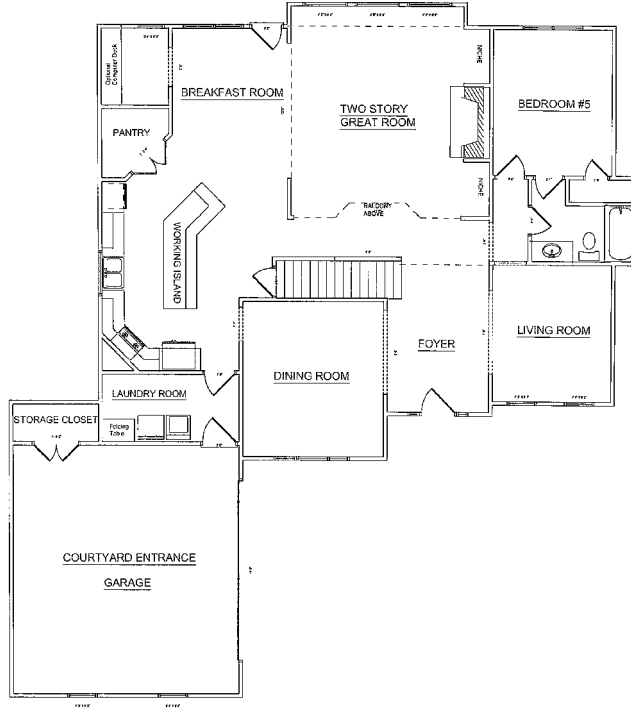 Optional
Computer Desk
BREAKFAST ROOM
TWO STORY
GREAT ROOM
NICHE
BEDROOM #5
PANTRY
NICHE
BALCONY
ABOVE
WORKING ISLAND
FOYER
LIVING ROOM
DINING ROOM
LAUNDRY ROOM
STORAGE CLOSET
Folding
Table
COURTYARD ENTRANCE
GARAGE